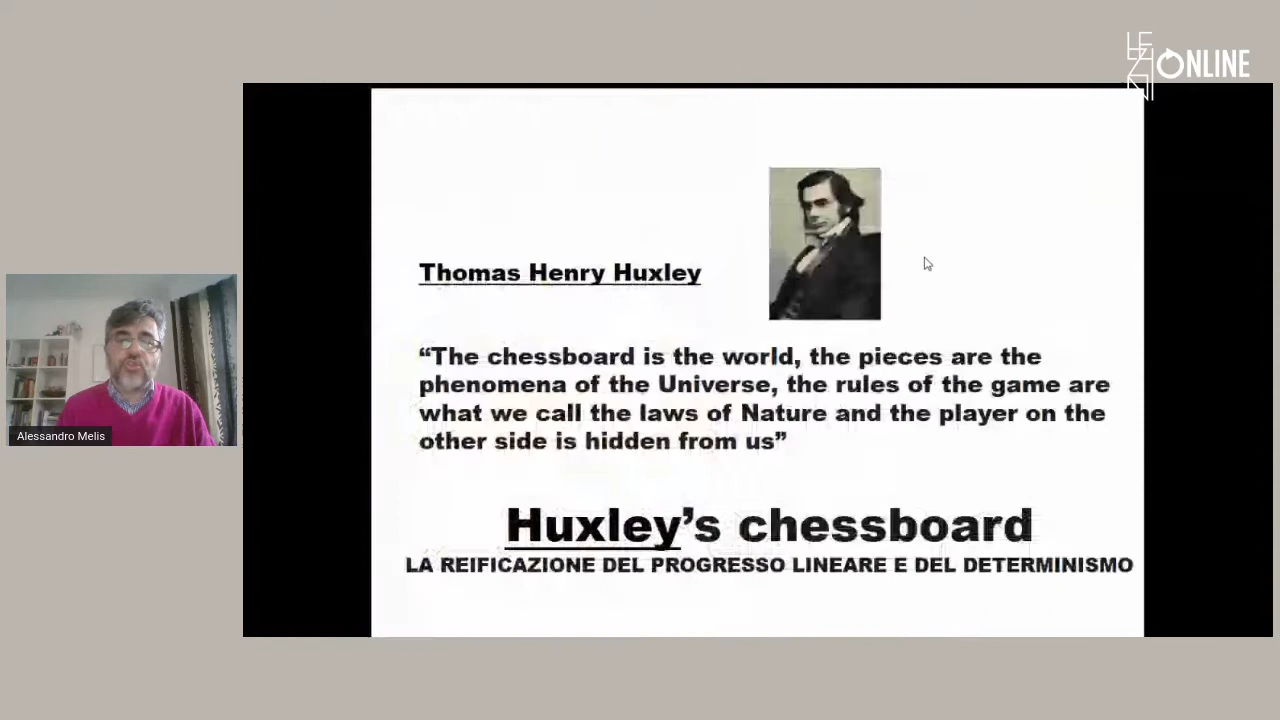 LEZIONI ONLINE
Thomas Henry Huxley
“The chessboard is the world, the pieces are the
phenomena of the Universe, the rules of the game are
what we call the laws of Nature and the player on the
other side is hidden from us”
Alessandro Melis
Huxley’s chessboard
LA REIFICAZIONE DEL PROGRESSO LINEARE E DEL DETERMINISMO